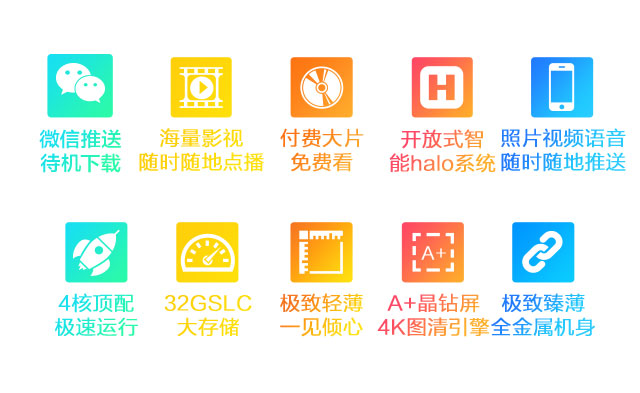 微信推送
待机下载
海量影视
随时随地点播
付费大片
免费看
H
开放式智
能halo系统
照片视频语音
随时随地推送
4核顶配
极速运行
32GSLC
大存储
极致轻薄
一见倾心
A+
A+晶钻屏
4K图清引擎
极致臻薄
全金属机身